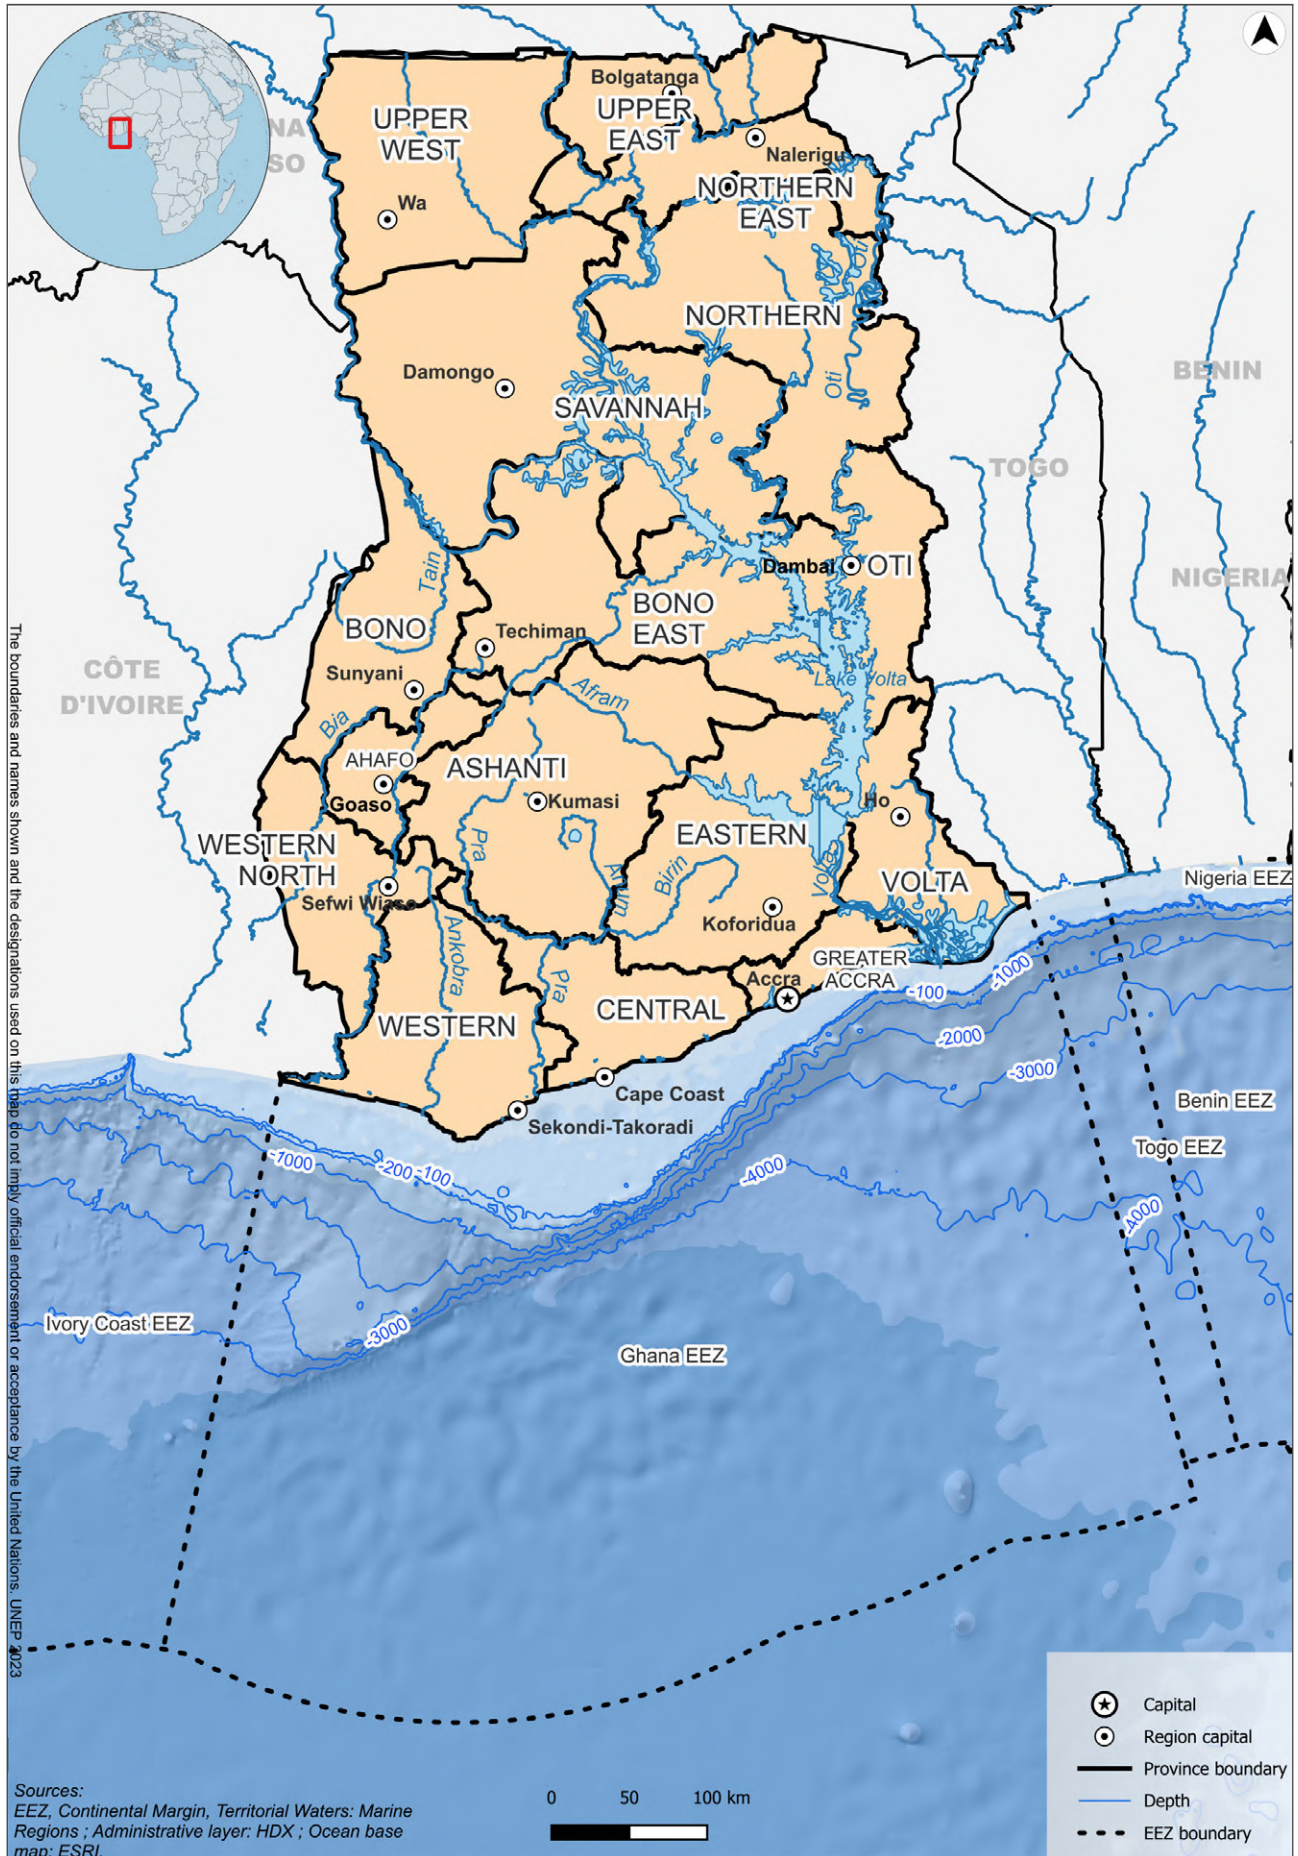 NA
SO
UPPER
WEST
Bolgatanga
UPPER
EAST
Nalerigu
Wa
NORTHERN
EAST
Oti
NORTHERN
BENIN
Damongo
Oti
SAVANNAH
TOGO
Tain
Dambai
OTI
NIGERIA
BONO
EAST
BONO
Techiman
CÔTE
D'IVOIRE
Sunyani
Lake Volta
Afram
Bia
AHAFO
ASHANTI
Goaso
Kumasi
Ho
EASTERN
WESTERN
NORTH
Pra
Anum
Birin
Volta
VOLTA
Nigeria EEZ
Sefwi Wiaso
Koforidua
Ankobra
GREATER
ACCRA
Accra
Pra
-100
-1000
CENTRAL
WESTERN
-2000
-3000
Cape Coast
Benin EEZ
Sekondi-Takoradi
Togo EEZ
-1000
-200
-100
-4000
-4000
Ivory Coast EEZ
-3000
Ghana EEZ
The boundaries and names shown and the designations used on this map do not imply official endorsement or acceptance by the United Nations. UNEP 2023
Capital
Region capital
Province boundary
Depth
EEZ boundary
Sources:
EEZ, Continental Margin, Territorial Waters: Marine
Regions ; Administrative layer: HDX ; Ocean base
map: ESRI.
0 50 100 km